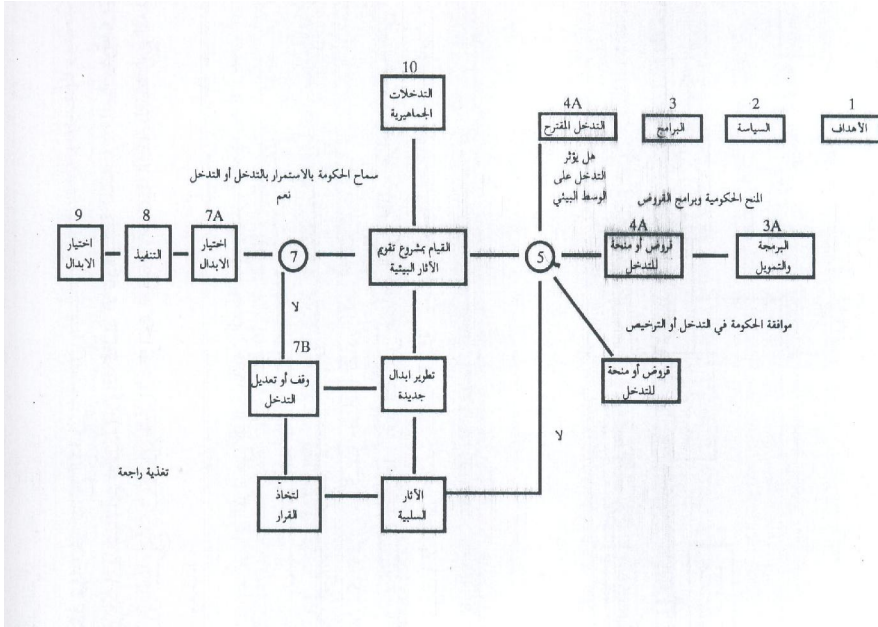 10
التدخلات
الجماهيرية
1
الأهداف
2
السياسة
3
البرامج
4A
التدخل المقترح
هل يؤثر
التدخل على
الوسط البيئي
سماح الحكومة بالاستمرار بالتدخل أو التدخل
نعم
المنح الحكومية وبرامج القروض
3A
البرمجة
والتمويل
4A
قروض أو منحة
للتدخل
5
القيام بمشروع تقويم
الآثار البيئية
7
7A
اختيار
الابدال
8
التنفيذ
9
اختيار
الابدال
موافقة الحكومة في التدخل أو الترخيص
قروض أو منحة
للتدخل
لا
7B
وقف أو تعديل
التدخل
تطوير ابدال
جديدة
لا
تغذية راجعة
لتخاذ
القرار
الآثار
السلبية